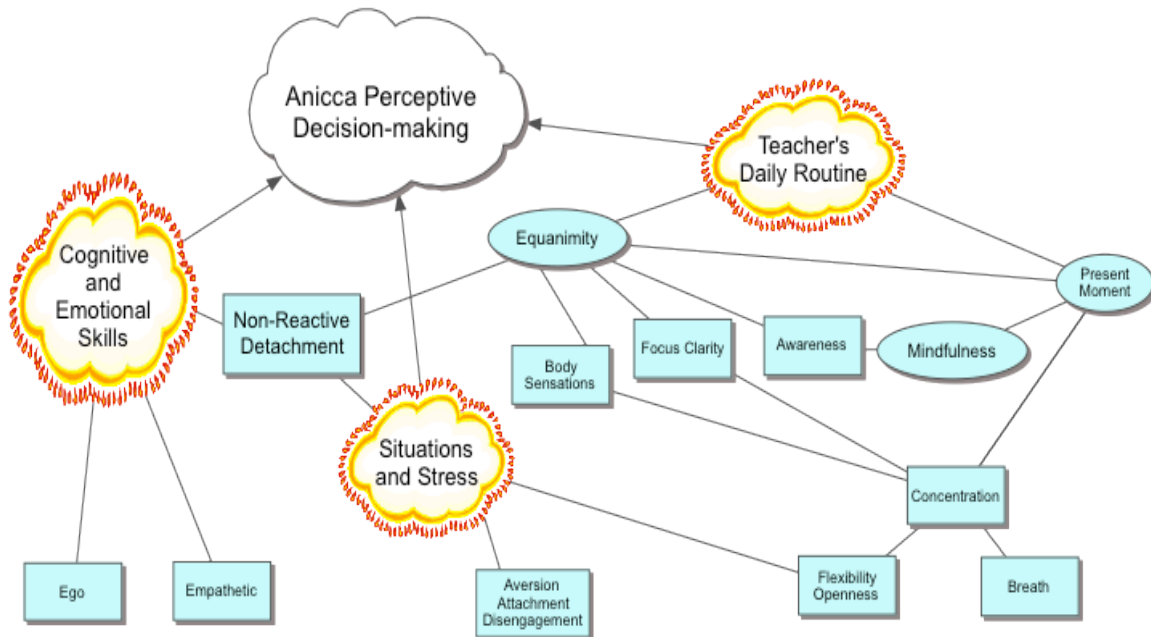 Anicca Perceptive
Decision-making
Teacher's
Daily Routine
Cognitive
and
Emotional
Skills
Equanimity
Present
Moment
Non-Reactive
Detachment
Body
Sensations
Focus Clarity
Awareness
Mindfulness
Situations
and Stress
Concentration
Ego
Empathetic
Aversion
Attachment
Disengagement
Flexibility
Openness
Breath